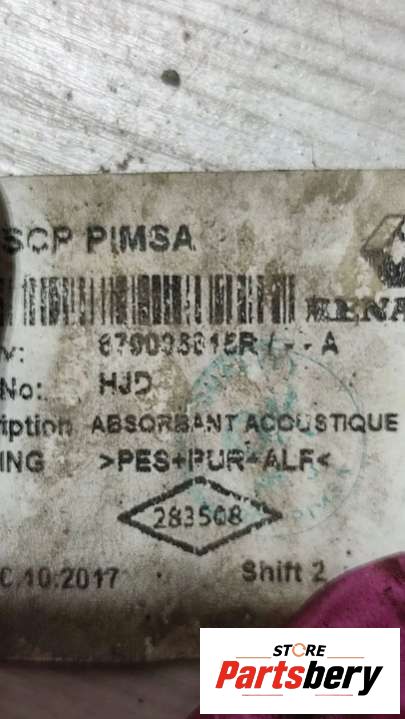 SCP PIMSA
RENA
/--A
No: HJD
iption ABSORBANT ACOUSTIQUE
ING >PES+PUR+ALF<
283508
10.2017 Shift 2
STORE
Partsbery